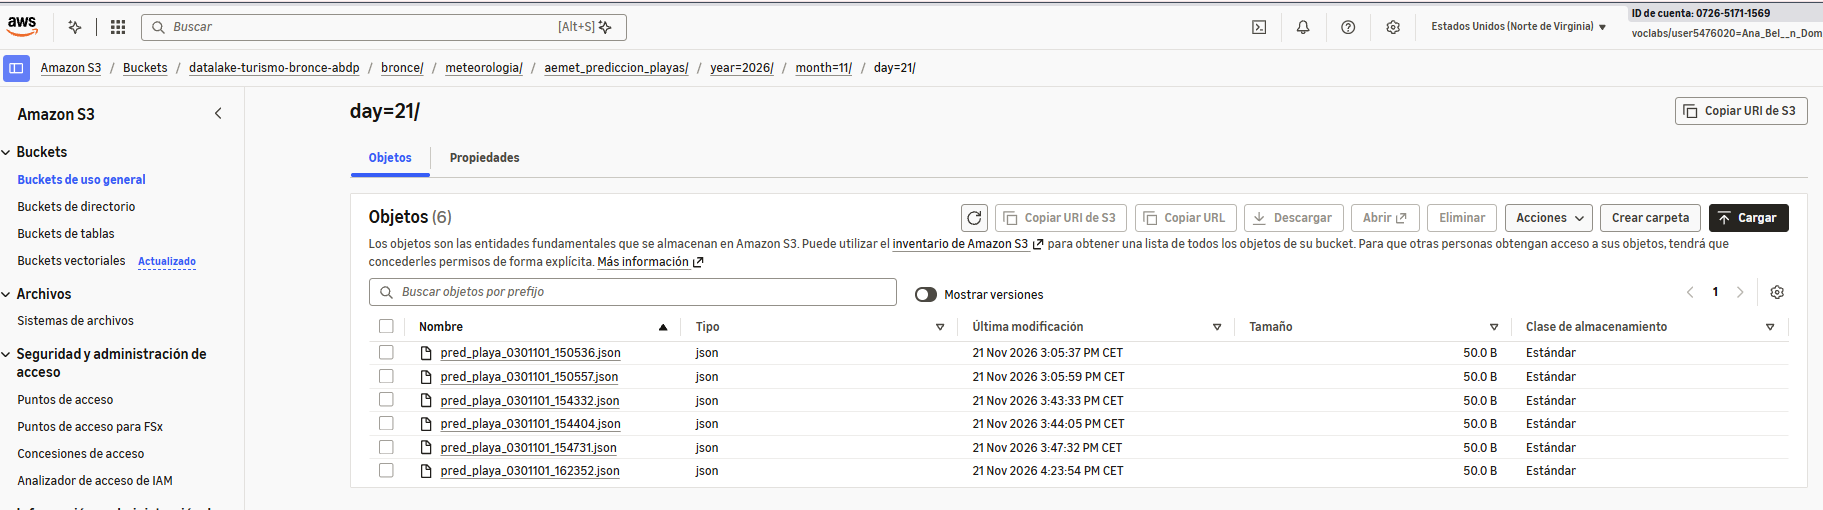 aws
Buscar
[Alt+S]
Estados Unidos (Norte de Virginia)
ID de cuenta: 0726-5171-1569
voclabs/user5476020=Ana_Bel__n_Dom
Amazon S3 / Buckets / datalake-turismo-bronce-abdp / bronce/ / meteorologia/ / aemet_prediccion_playas/ / year=2026/ / month=11/ / day=21/
Amazon S3
Buckets
Buckets de uso general
Buckets de directorio
Buckets de tablas
Buckets vectoriales Actualizado
Archivos
Sistemas de archivos
Seguridad y administración de
acceso
Puntos de acceso
Puntos de acceso para FSx
Concesiones de acceso
Analizador de acceso de IAM
day=21/
Copiar URI de S3
Objetos Propiedades
Objetos (6)
Copiar URI de S3 Copiar URL Descargar Abrir Eliminar Acciones Crear carpeta Cargar
Los objetos son las entidades fundamentales que se almacenan en Amazon S3. Puede utilizar el inventario de Amazon S3 para obtener una lista de todos los objetos de su bucket. Para que otras personas obtengan acceso a sus objetos, tendrá que
concederles permisos de forma explícita. Más información
Buscar objetos por prefijo
Mostrar versiones
1
Nombre Tipo Última modificación Tamaño Clase de almacenamiento
pred_playa_0301101_150536.json json 21 Nov 2026 3:05:37 PM CET 50.0 B Estándar
pred_playa_0301101_150557.json json 21 Nov 2026 3:05:59 PM CET 50.0 B Estándar
pred_playa_0301101_154332.json json 21 Nov 2026 3:43:33 PM CET 50.0 B Estándar
pred_playa_0301101_154404.json json 21 Nov 2026 3:44:05 PM CET 50.0 B Estándar
pred_playa_0301101_154731.json json 21 Nov 2026 3:47:32 PM CET 50.0 B Estándar
pred_playa_0301101_162352.json json 21 Nov 2026 4:23:54 PM CET 50.0 B Estándar